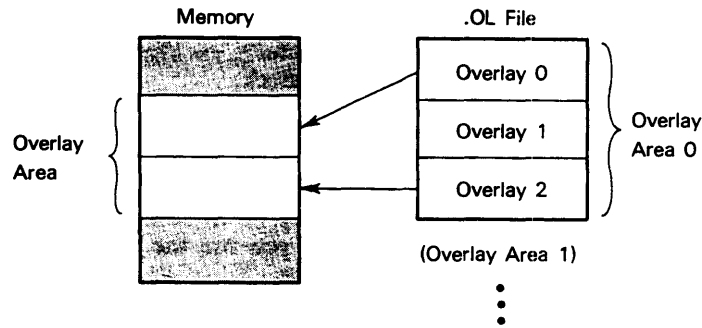 Memory
.OL File
Overlay 0
Overlay 1
Overlay 2
Overlay
Area
Overlay
Area 0
(Overlay Area 1)